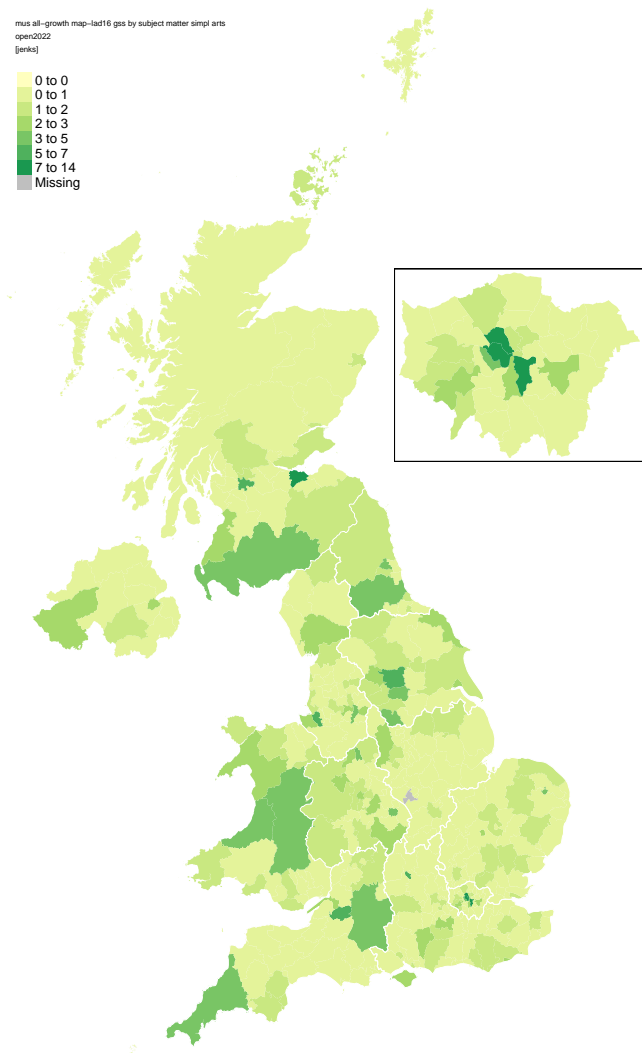 mus all−growth map−lad16 gss by subject matter simpl arts
open2022
[jenks]
0 to 0
0 to 1
1 to 2
2 to 3
3 to 5
5 to 7
7 to 14
Missing